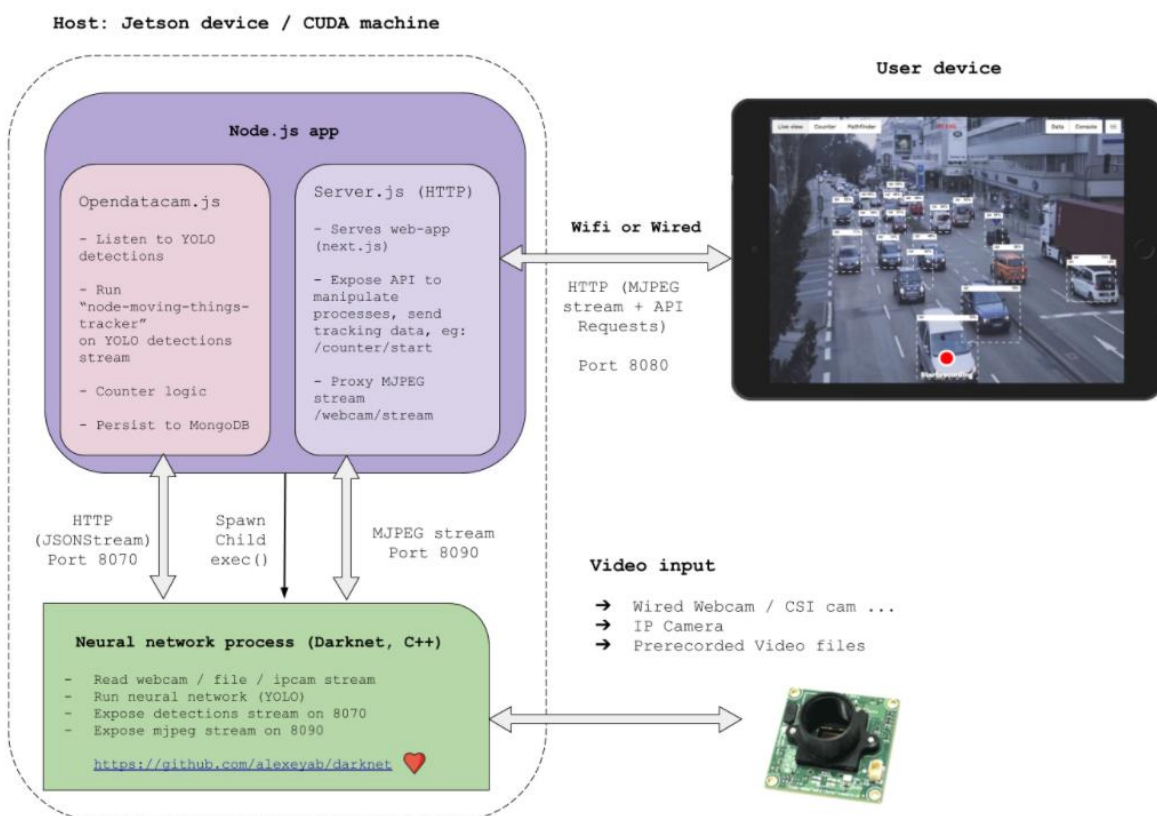 Host: Jetson device / CUDA machine
User device
Node.js app
Opendatacam.js
- Listen to YOLO
detections
- Run
“node-moving-things-
tracker”
on YOLO detections
stream
- Counter logic
- Persist to MongoDB
Server.js (HTTP)
- Serves web-app
(next.js)
- Expose API to
manipulate
processes, send
tracking data, eg:
/counter/start
- Proxy MJPEG
stream
/webcam/stream
Wifi or Wired
HTTP (MJPEG
stream + API
Requests)
Port 8080
Live view Counter Pathfinder
Data Console
HTTP
(JSONStream)
Port 8070
Spawn
Child
exec()
MJPEG stream
Port 8090
Neural network process (Darknet, C++)
- Read webcam / file / ipcam stream
- Run neural network (YOLO)
- Expose detections stream on 8070
- Expose mjpeg stream on 8090
https://github.com/alexeyab/darknet
Video input
➔ Wired Webcam / CSI cam ...
➔ IP Camera
➔ Prerecorded Video files